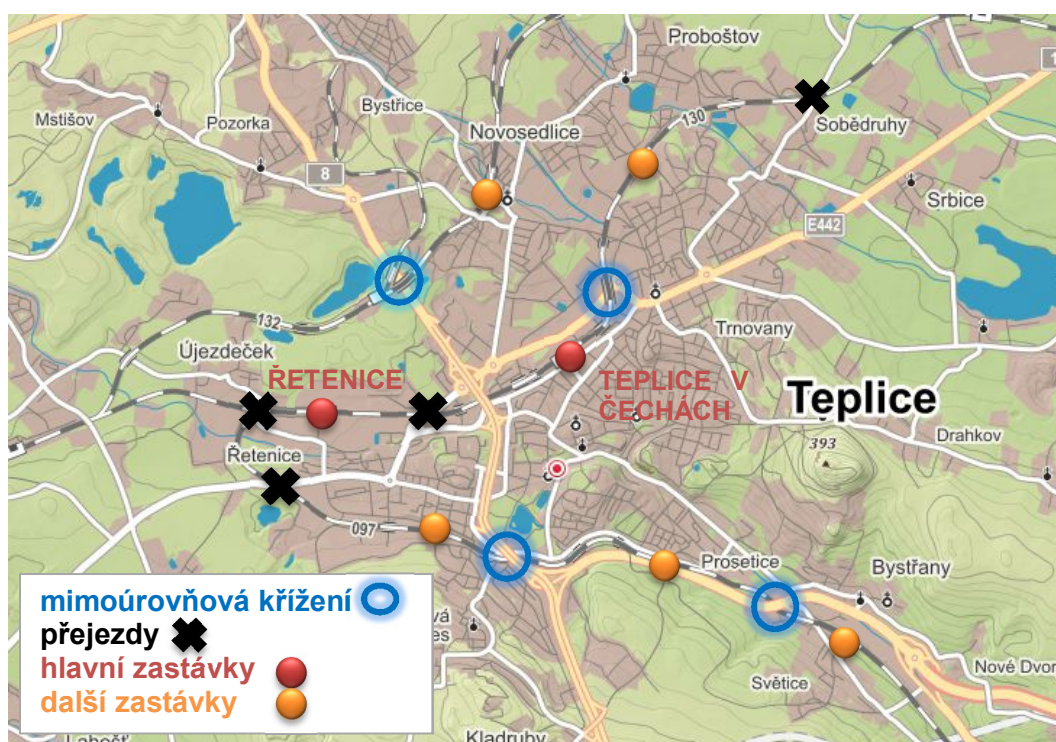 Proboštov
Bystřice
Mstišov
Pozorka
Novosedlice
130
Sobědruhy
8
Srbice
E442
132
Trnovany
Újezdeček
ŘETENICE
TEPLICE V
ČECHÁCH
Teplice
Drahkov
393
Řetenice
097
Prosetice
Bystřany
mimoúrovňová křížení
přejezdy
hlavní zastávky
další zastávky
Světice
Nové Dvor
Kladruby